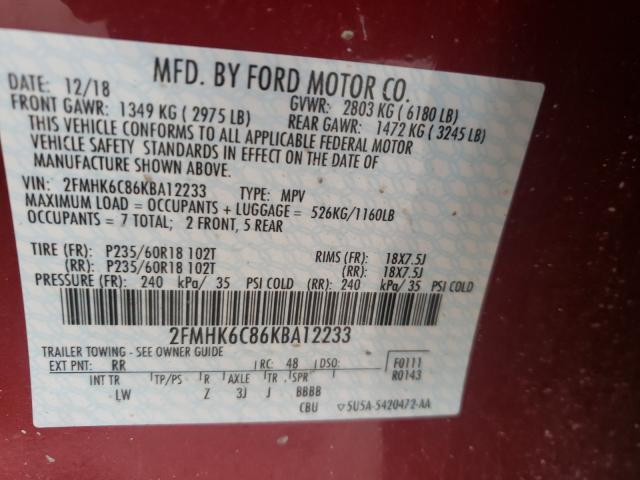 MFD. BY FORD MOTOR CO.
DATE: 12/18 GVWR: 2803 KG ( 6180 LB)
FRONT GAWR: 1349 KG ( 2975 LB) REAR GAWR: 1472 KG ( 3245 LB)
THIS VEHICLE CONFORMS TO ALL APPLICABLE FEDERAL MOTOR
VEHICLE SAFETY STANDARDS IN EFFECT ON THE DATE OF
MANUFACTURE SHOWN ABOVE.
VIN: 2FMHK6C86KBA12233 TYPE: MPV
MAXIMUM LOAD = OCCUPANTS + LUGGAGE = 526KG/1160LB
OCCUPANTS = 7 TOTAL; 2 FRONT, 5 REAR
TIRE (FR): P235/60R18 102T RIMS (FR): 18X7.5J
(RR): P235/60R18 102T (RR): 18X7.5J
PRESSURE (FR): 240 kPa/ 35 PSI COLD (RR): 240 kPa/ 35 PSI COLD
2FMHK6C86KBA12233
TRAILER TOWING - SEE OWNER GUIDE
EXT PNT: RR RC: 48 DSO: F0111
R0143
INT TR TP/PS R AXLE TR SPR
LW Z 3J J BBBB
CBU ▽5U5A-5420472-AA